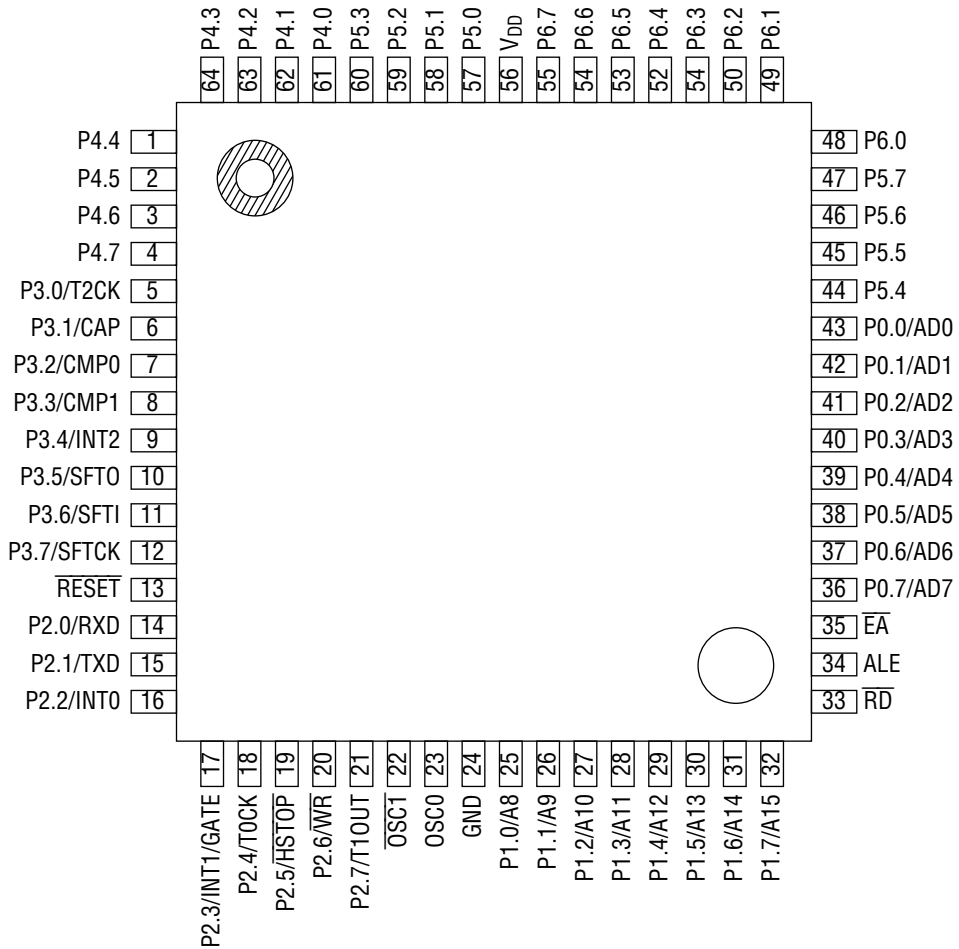 P4.3
P4.2
P4.1
P4.0
P5.3
P5.2
P5.1
P5.0
VDD
P6.7
P6.6
P6.5
P6.4
P6.3
P6.2
P6.1
64
63
62
61
60
59
58
57
56
55
54
53
52
54
50
49
P4.4 1
P4.5 2
P4.6 3
P4.7 4
P3.0/T2CK 5
P3.1/CAP 6
P3.2/CMP0 7
P3.3/CMP1 8
P3.4/INT2 9
P3.5/SFTO 10
P3.6/SFTI 11
P3.7/SFTCK 12
RESET 13
P2.0/RXD 14
P2.1/TXD 15
P2.2/INT0 16
48 P6.0
47 P5.7
46 P5.6
45 P5.5
44 P5.4
43 P0.0/AD0
42 P0.1/AD1
41 P0.2/AD2
40 P0.3/AD3
39 P0.4/AD4
38 P0.5/AD5
37 P0.6/AD6
36 P0.7/AD7
35 EA
34 ALE
33 RD
17
18
19
20
21
22
23
24
25
26
27
28
29
30
31
32
P2.3/INT1/GATE
P2.4/T0CK
P2.5/HSTOP
P2.6/WR
P2.7/T1OUT
OSC1
OSC0
GND
P1.0/A8
P1.1/A9
P1.2/A10
P1.3/A11
P1.4/A12
P1.5/A13
P1.6/A14
P1.7/A15